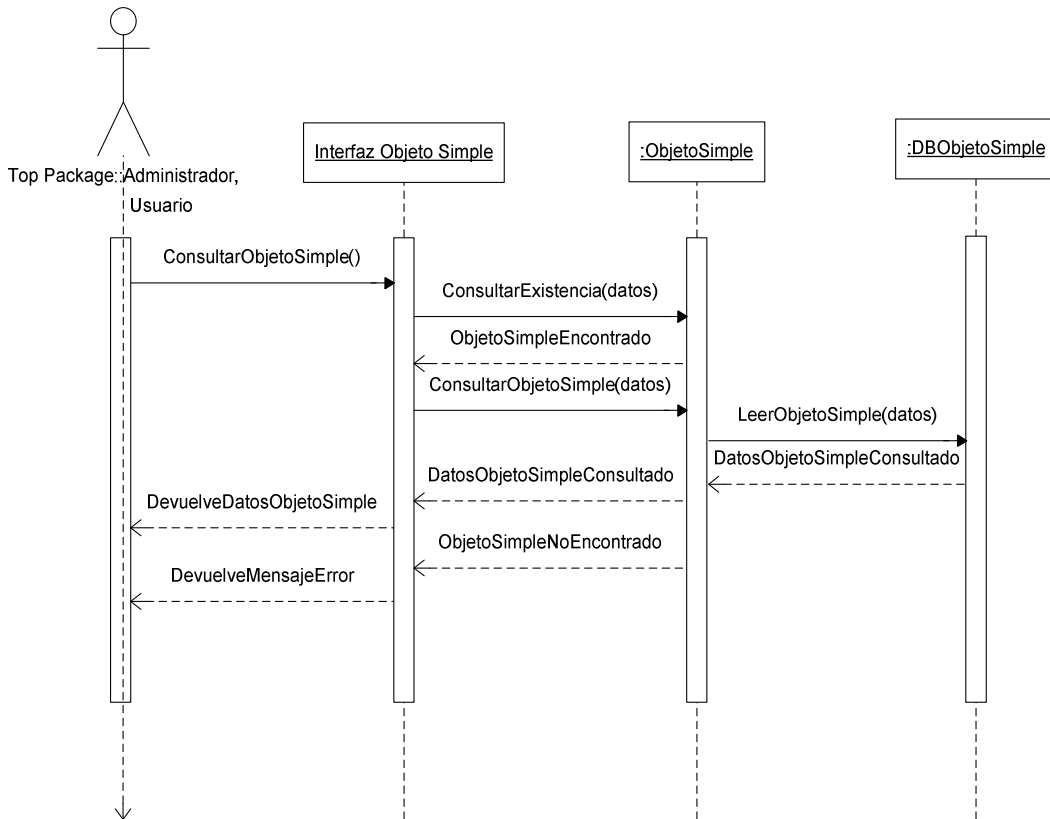 Interfaz Objeto Simple
:ObjetoSimple
:DBObjetoSimple
Top Package::Administrador,
Usuario
ConsultarObjetoSimple()
ConsultarExistencia(datos)
ObjetoSimpleEncontrado
ConsultarObjetoSimple(datos)
LeerObjetoSimple(datos)
DatosObjetoSimpleConsultado
DatosObjetoSimpleConsultado
DevuelveDatosObjetoSimple
ObjetoSimpleNoEncontrado
DevuelveMensajeError